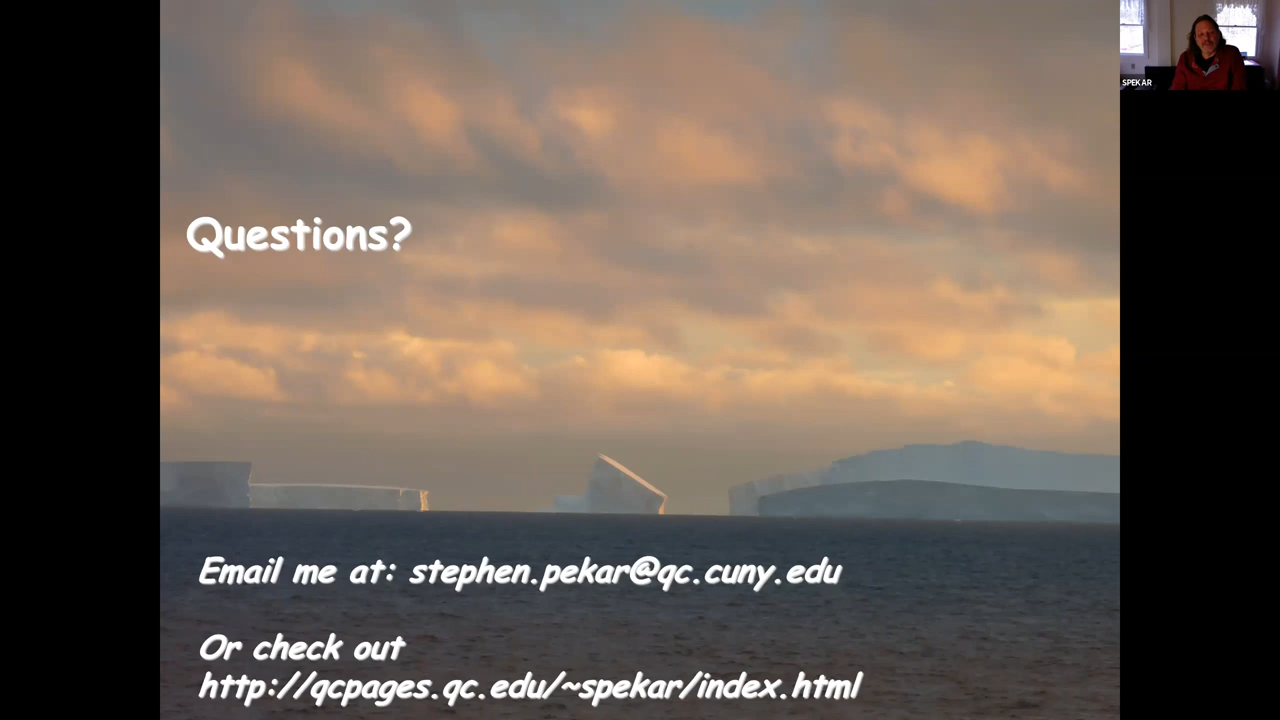 SPEKAR
Questions?
Email me at: stephen.pekar@qc.cuny.edu
Or check out
http://qcpages.qc.edu/~spekar/index.html